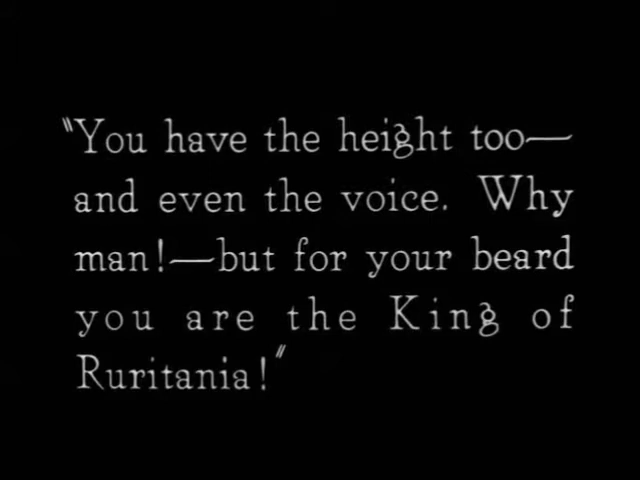 "You have the height too—
and even the voice. Why
man!—but for your beard
you are the King of
Ruritania!"